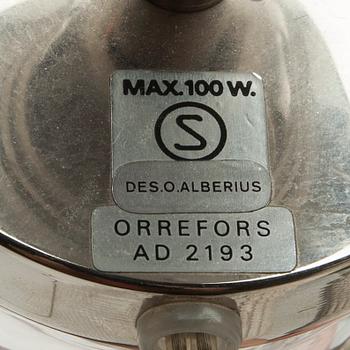 MAX.100 W.
S
DES.O.ALBERIUS
ORREFORS
AD 2193